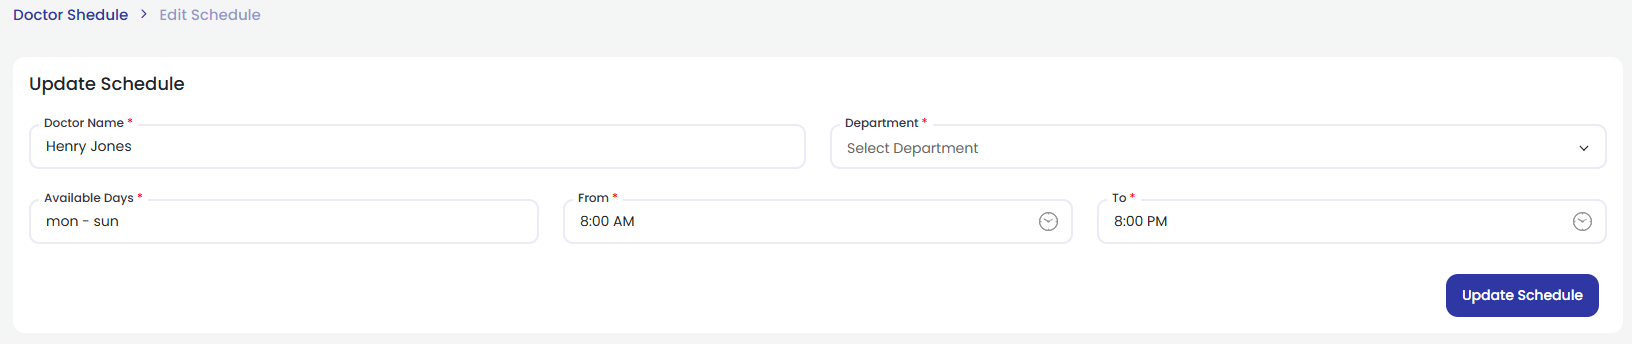 Doctor Shedule > Edit Schedule
Update Schedule
Doctor Name * Department *
Henry Jones Select Department
Available Days * From * To *
mon - sun 8:00 AM 8:00 PM
Update Schedule